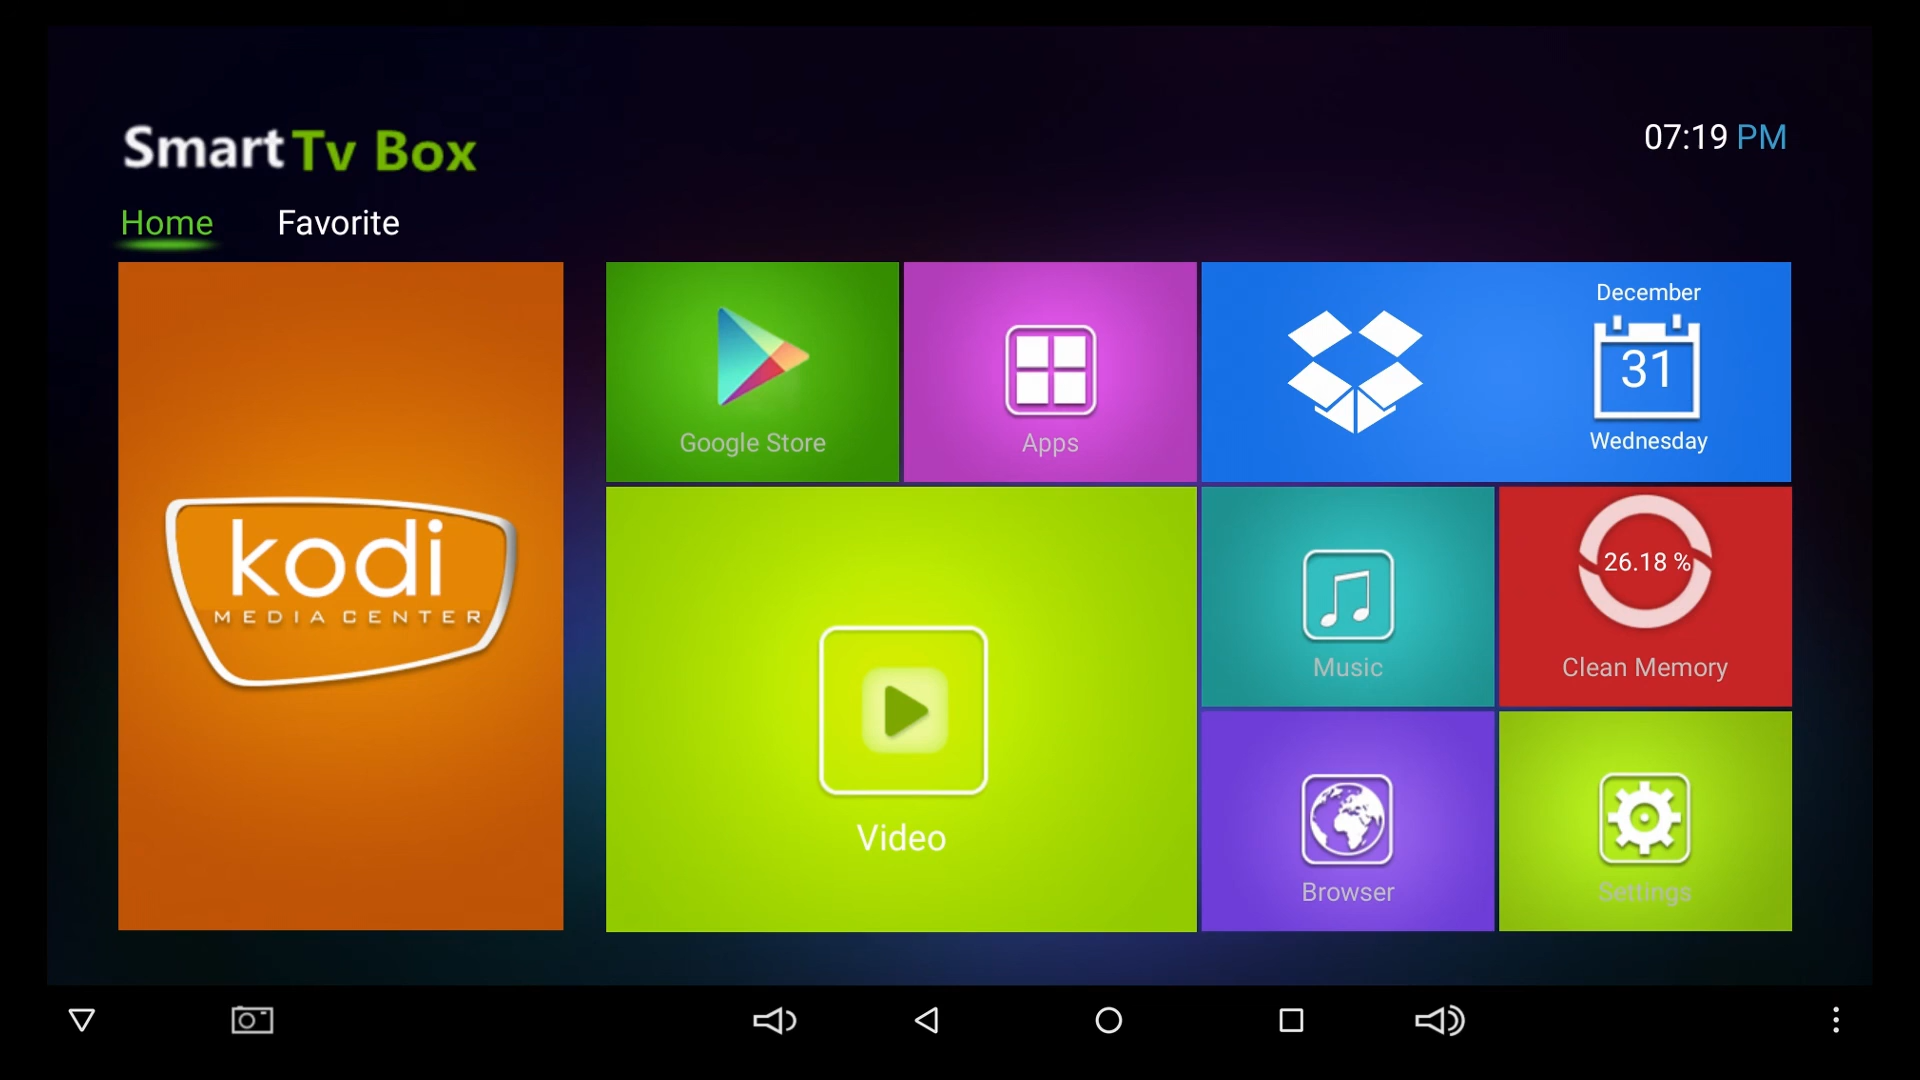 Smart Tv Box
07:19 PM
Home
Favorite
kodi
MEDIA CENTER
Google Store
Apps
December
31
Wednesday
Video
Music
26.18 %
Clean Memory
Browser
Settings